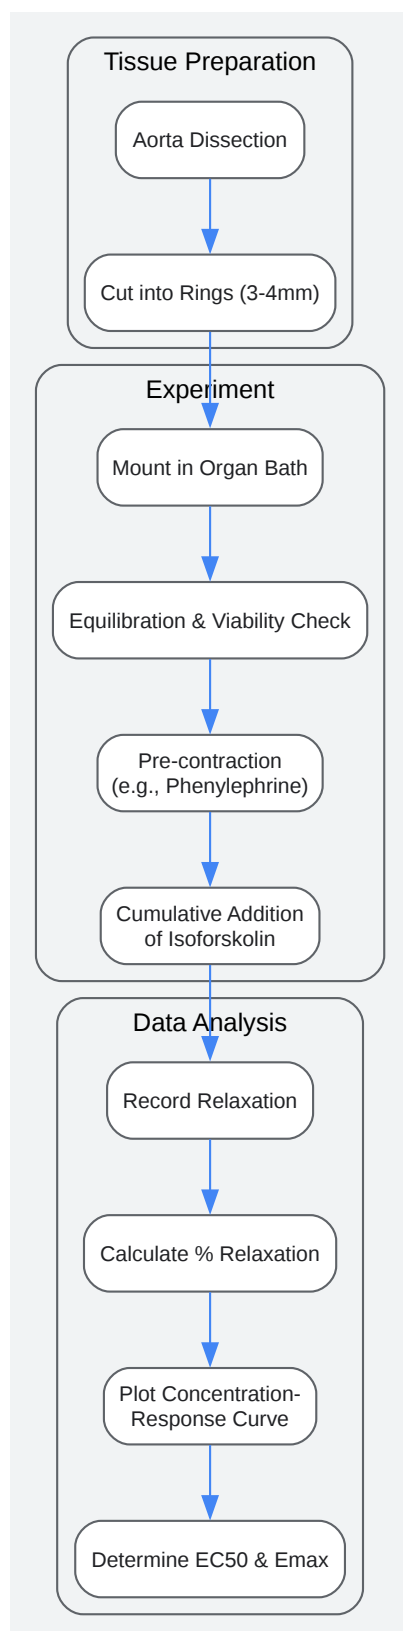 Tissue Preparation
Aorta Dissection
Cut into Rings (3-4mm)
Experiment
Mount in Organ Bath
Equilibration & Viability Check
Pre-contraction
(e.g., Phenylephrine)
Cumulative Addition
of Isoforskolin
Data Analysis
Record Relaxation
Calculate % Relaxation
Plot Concentration-
Response Curve
Determine EC50 & Emax